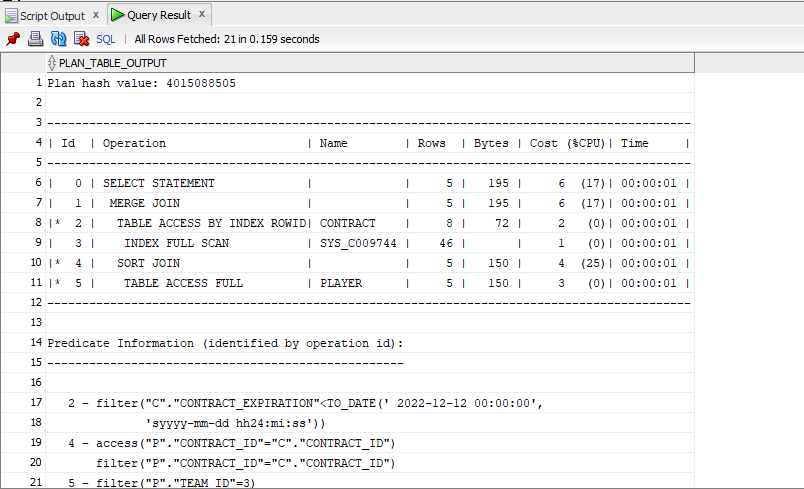 Script Output x Query Result x
SQL | All Rows Fetched: 21 in 0.159 seconds
PLAN_TABLE_OUTPUT
1 Plan hash value: 4015088505
2
3 ---------------------------------------------------------------------------------------------
4 | Id  | Operation                    | Name        | Rows  | Bytes | Cost (%CPU)| Time     |
5 ---------------------------------------------------------------------------------------------
6 |   0 | SELECT STATEMENT             |             |     5 |   195 |     6  (17)| 00:00:01 |
7 |   1 |  MERGE JOIN                  |             |     5 |   195 |     6  (17)| 00:00:01 |
8 |*  2 |   TABLE ACCESS BY INDEX ROWID| CONTRACT    |     8 |    72 |     2   (0)| 00:00:01 |
9 |   3 |    INDEX FULL SCAN           | SYS_C009744 |    46 |       |     1   (0)| 00:00:01 |
10 |*  4 |   SORT JOIN                  |             |     5 |   150 |     4  (25)| 00:00:01 |
11 |*  5 |    TABLE ACCESS FULL         | PLAYER      |     5 |   150 |     3   (0)| 00:00:01 |
12 ---------------------------------------------------------------------------------------------
13
14 Predicate Information (identified by operation id):
15 ---------------------------------------------------
16
17    2 - filter("C"."CONTRACT_EXPIRATION"<TO_DATE(' 2022-12-12 00:00:00',
18               'syyyy-mm-dd hh24:mi:ss'))
19    4 - access("P"."CONTRACT_ID"="C"."CONTRACT_ID")
20        filter("P"."CONTRACT_ID"="C"."CONTRACT_ID")
21    5 - filter("P"."TEAM_ID"=3)